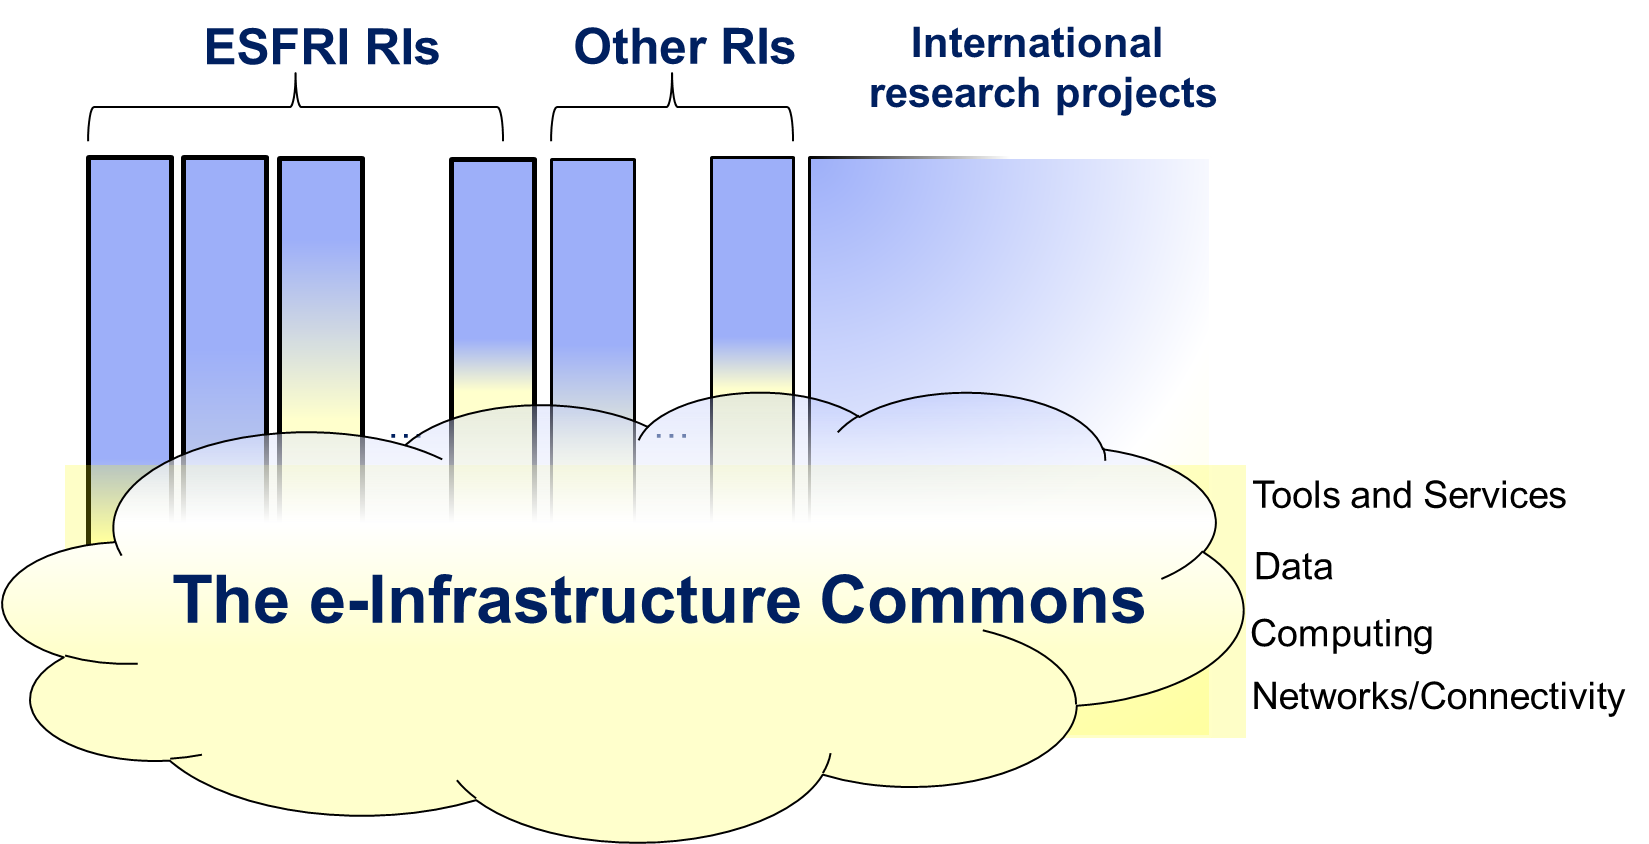 ESFRI RIs
Other RIs
International
research projects
...
...
Tools and Services
Data
The e-Infrastructure Commons
Computing
Networks/Connectivity